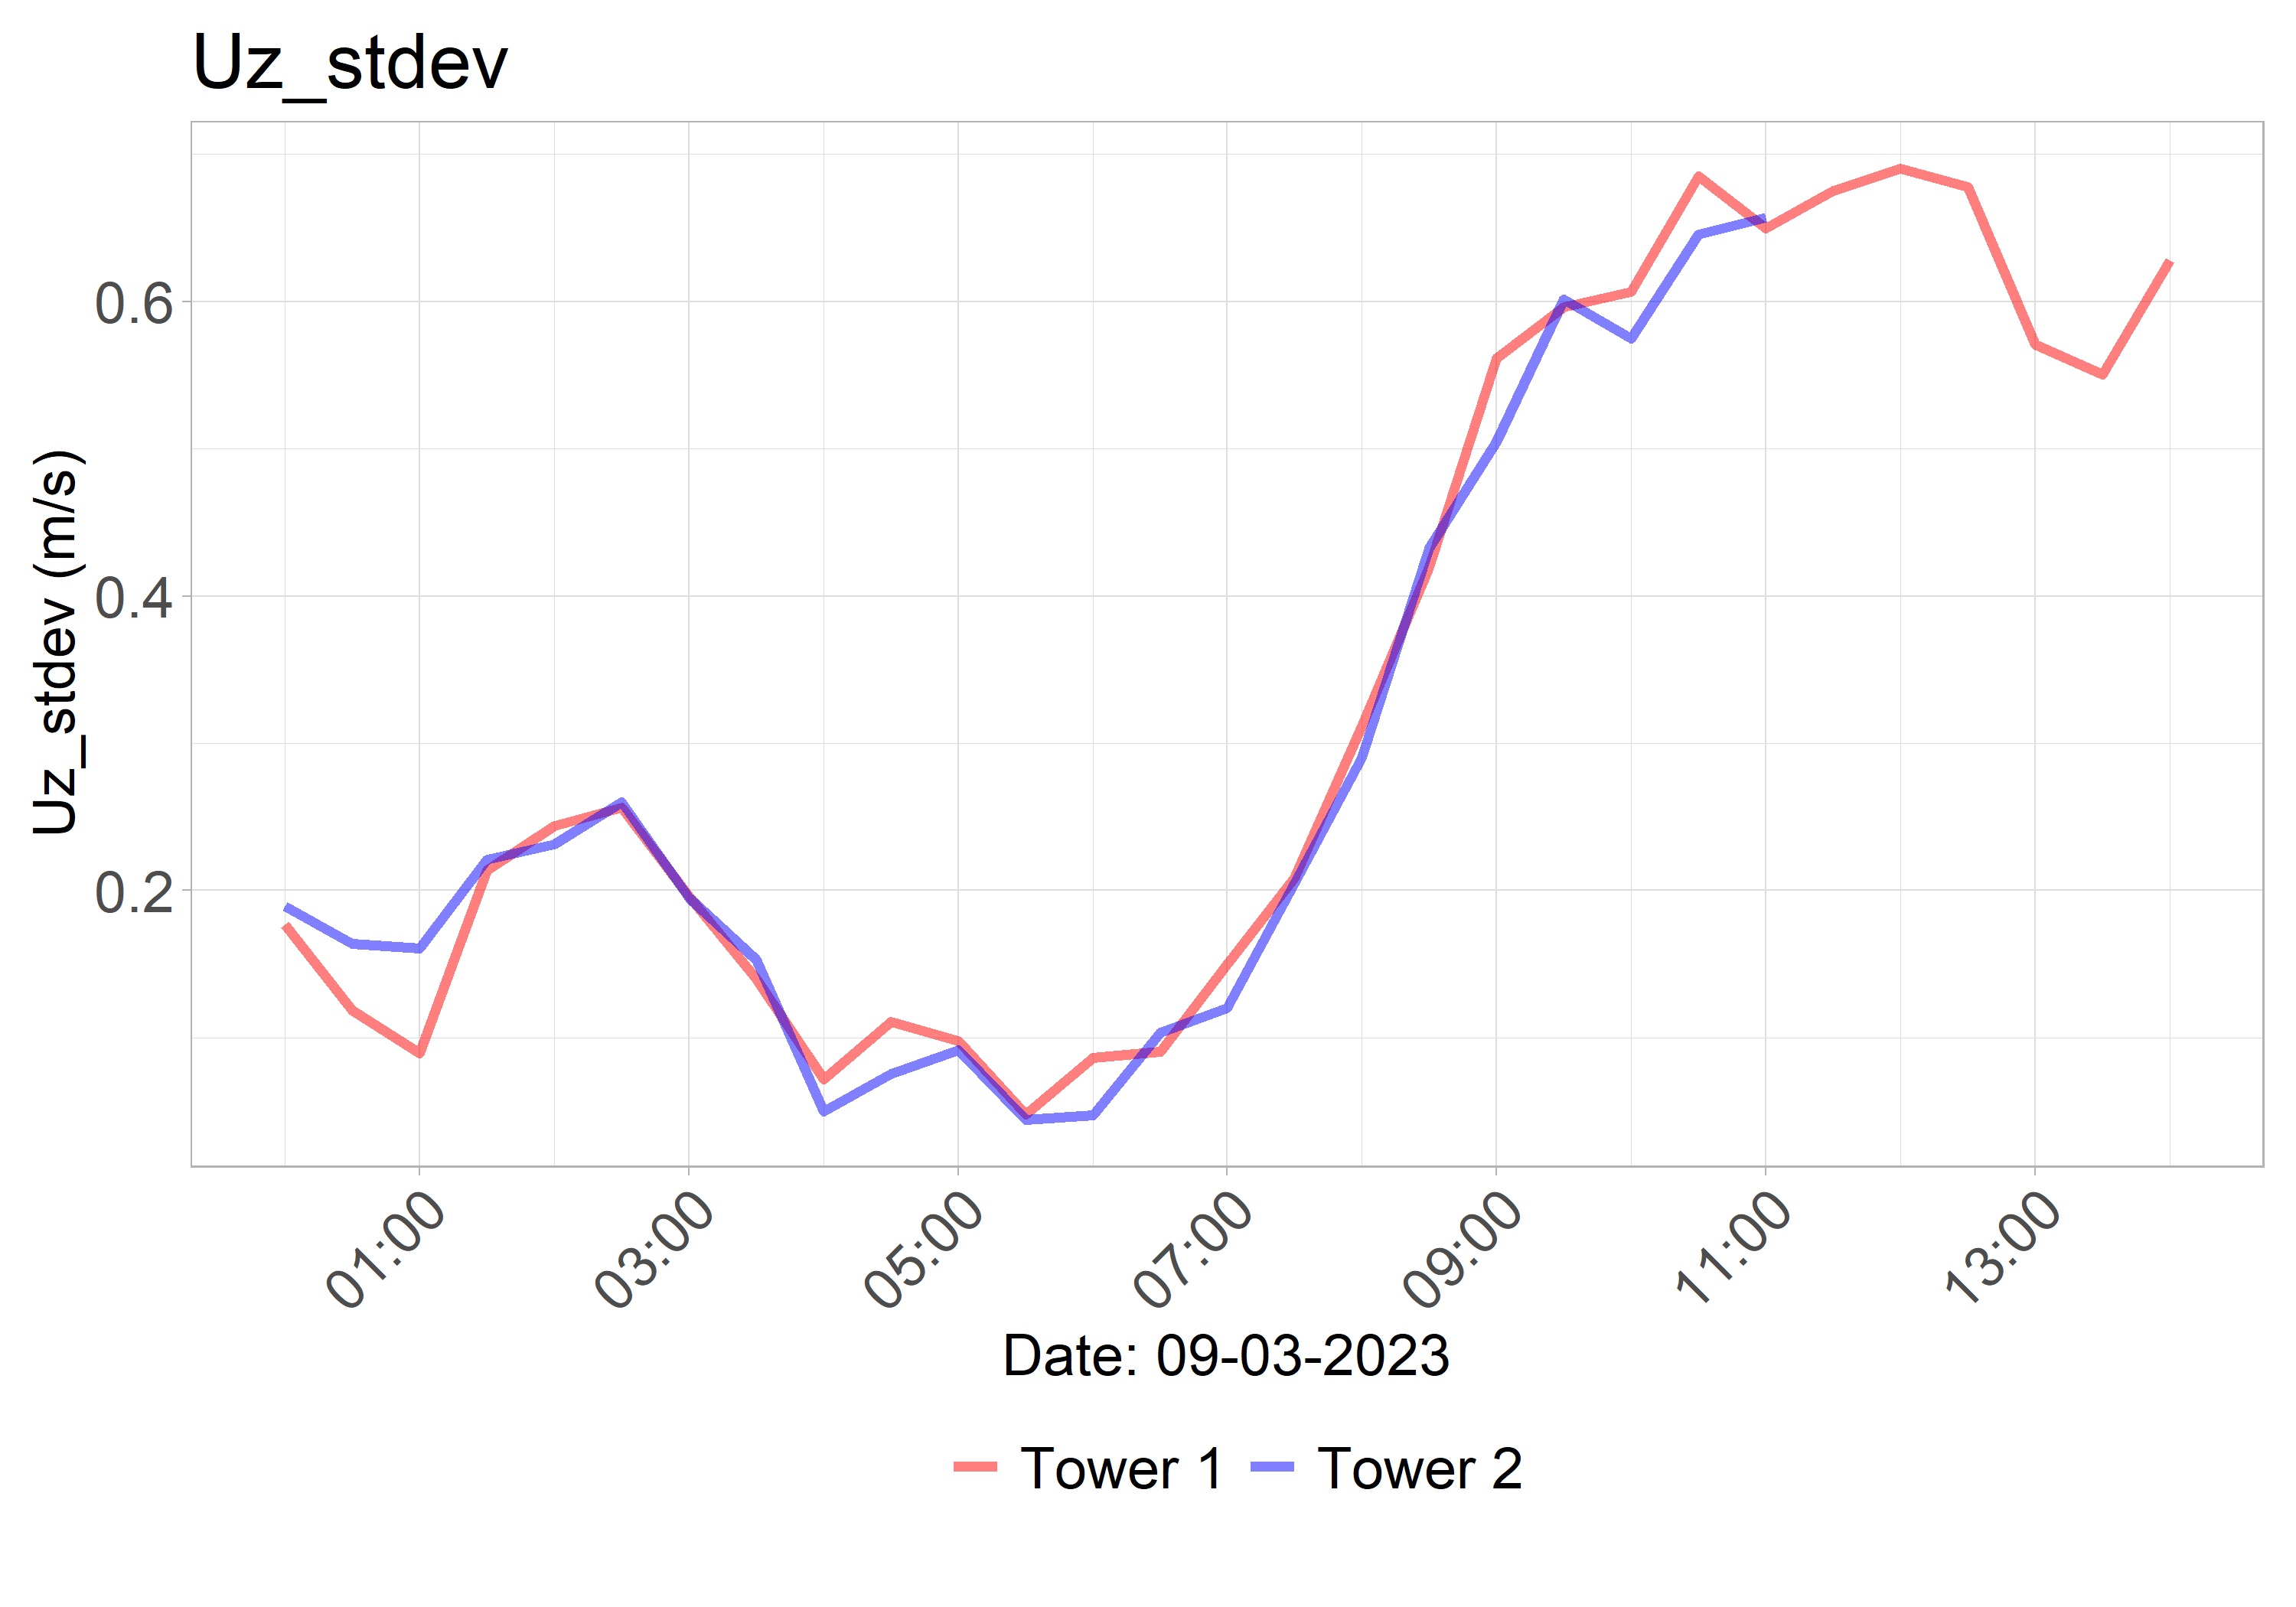 Uz_stdev
Uz_stdev (m/s)
0.6
0.4
0.2
01:00 03:00 05:00 07:00 09:00 11:00 13:00
Date: 09-03-2023
Tower 1 Tower 2